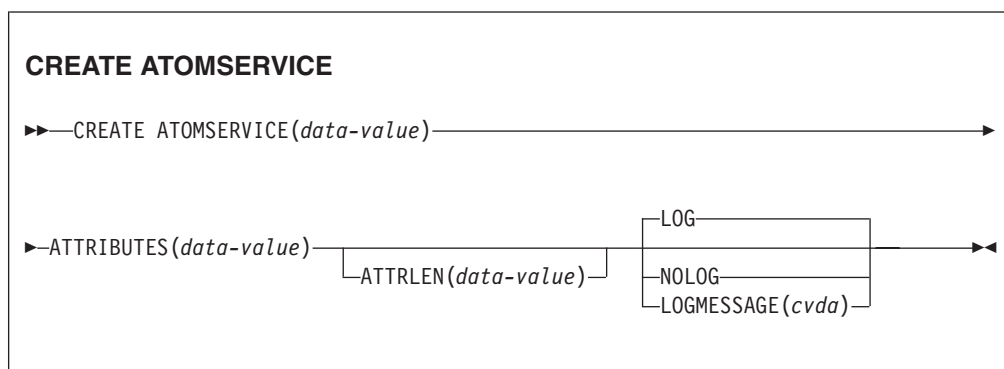 CREATE ATOMSERVICE
CREATE ATOMSERVICE(data-value)
LOG
ATTRIBUTES(data-value)
ATTRLEN(data-value)
NOLOG
LOGMESSAGE(cvda)